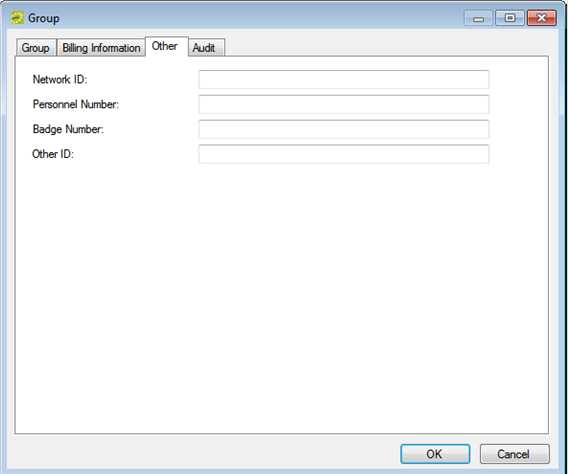 Group
Group Billing Information Other Audit
Network ID:
Personnel Number:
Badge Number:
Other ID:
OK Cancel